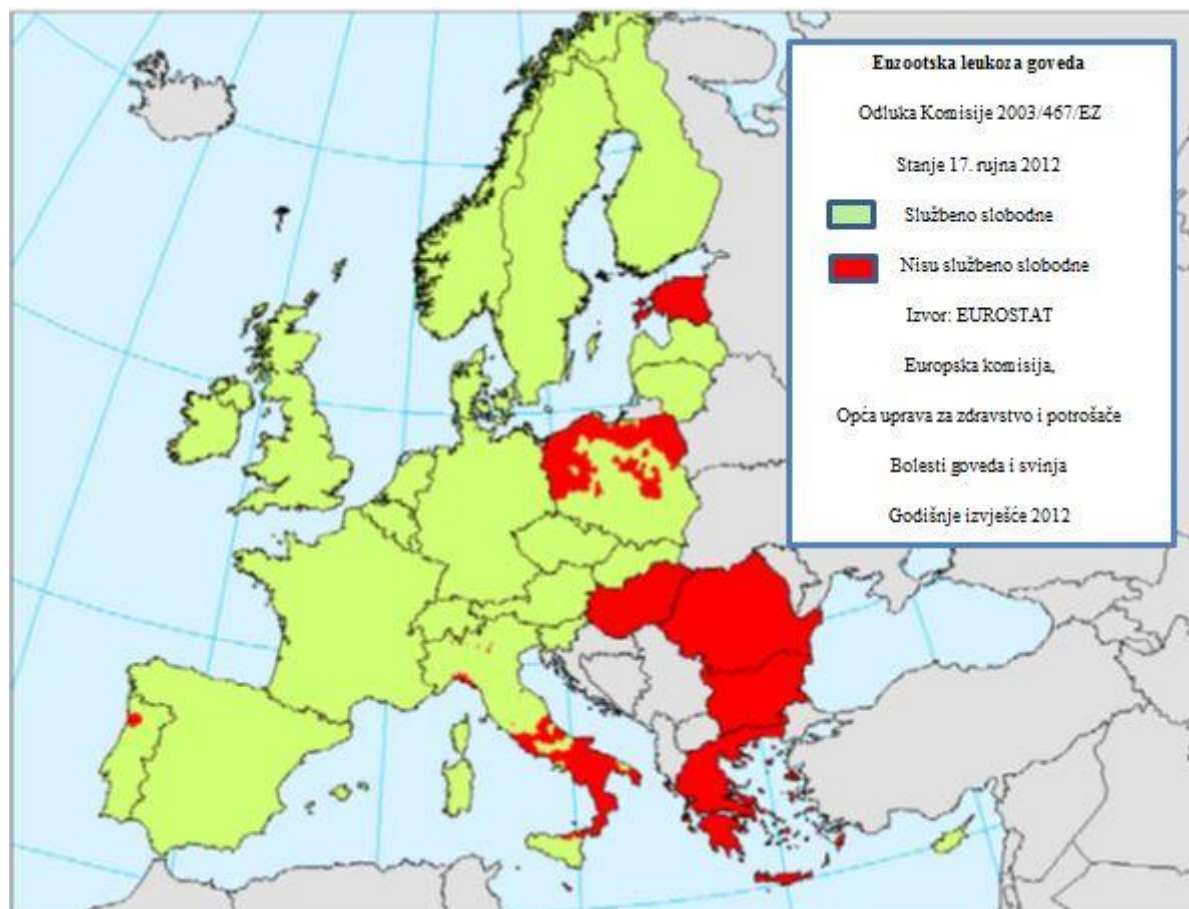 Enzootska leukoza goveda
Odluka Komisije 2003/467/EZ
Stanje 17. rujna 2012
Službeno slobodne
Nisu službeno slobodne
Izvor: EUROSTAT
Europska komisija,
Opća uprava za zdravstvo i potrošače
Bolesti goveda i svinja
Godišnje izvješće 2012